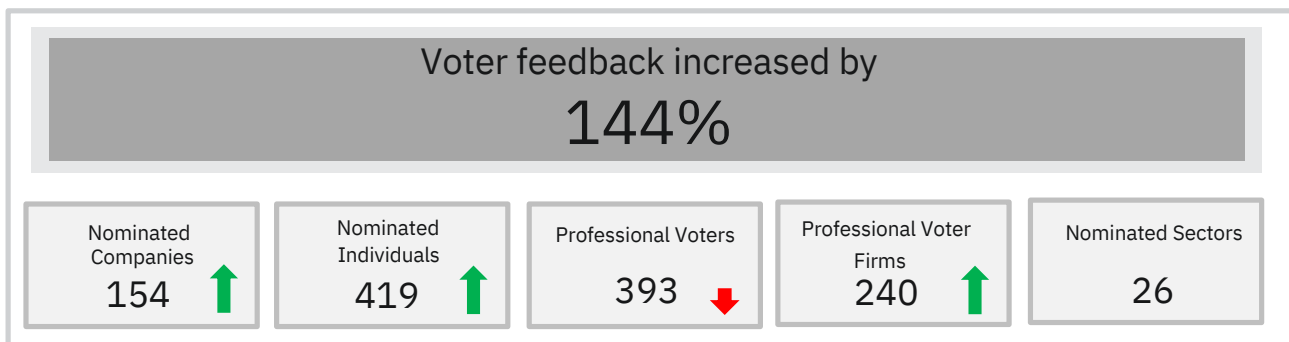 Voter feedback increased by
144%
Nominated
Companies
154
Nominated
Individuals
419
Professional Voters
393
Professional Voter
Firms
240
Nominated Sectors
26